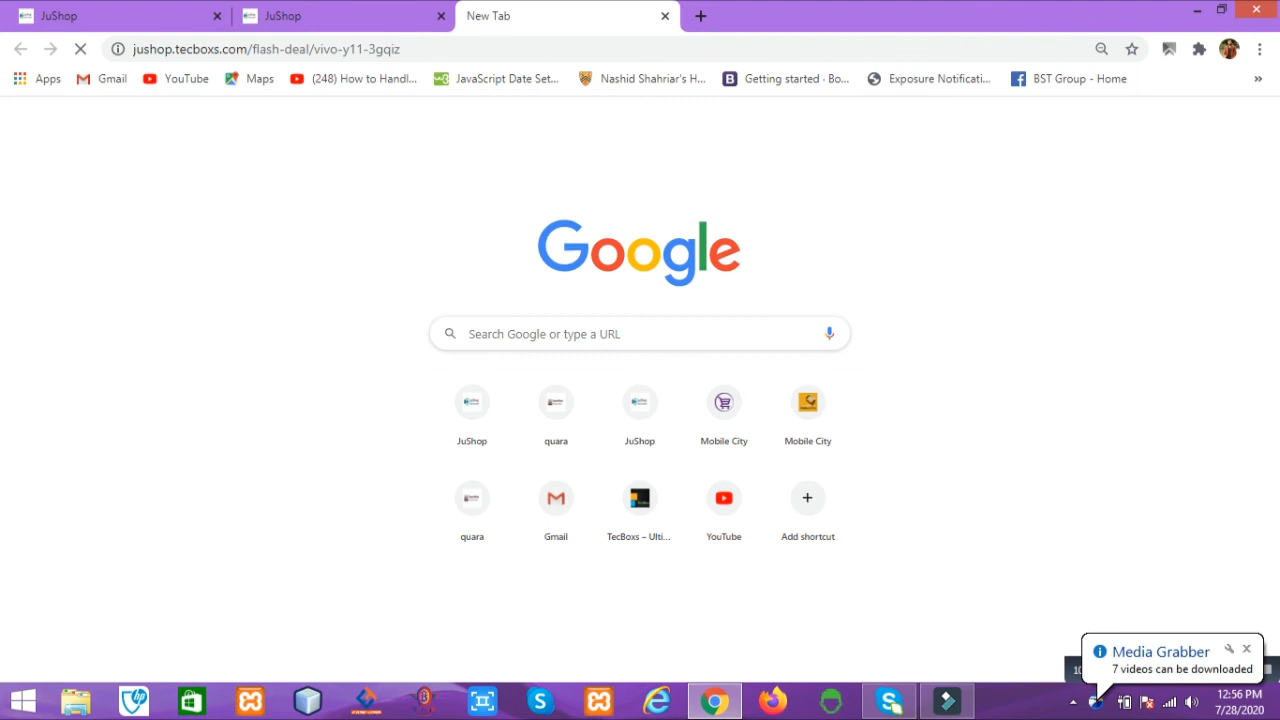 JuShop
JuShop
New Tab
jushop.tecboxs.com/flash-deal/vivo-y11-3gqiz
Apps
Gmail
YouTube
Maps
(248) How to Handl...
JavaScript Date Set...
Nashid Shahriar's H...
Getting started · Bo...
Exposure Notificati...
BST Group - Home
Google
Search Google or type a URL
JuShop
quara
JuShop
Mobile City
Mobile City
quara
Gmail
TecBoxs – Ulti...
YouTube
Add shortcut
Media Grabber
7 videos can be downloaded
12:56 PM
7/28/2020